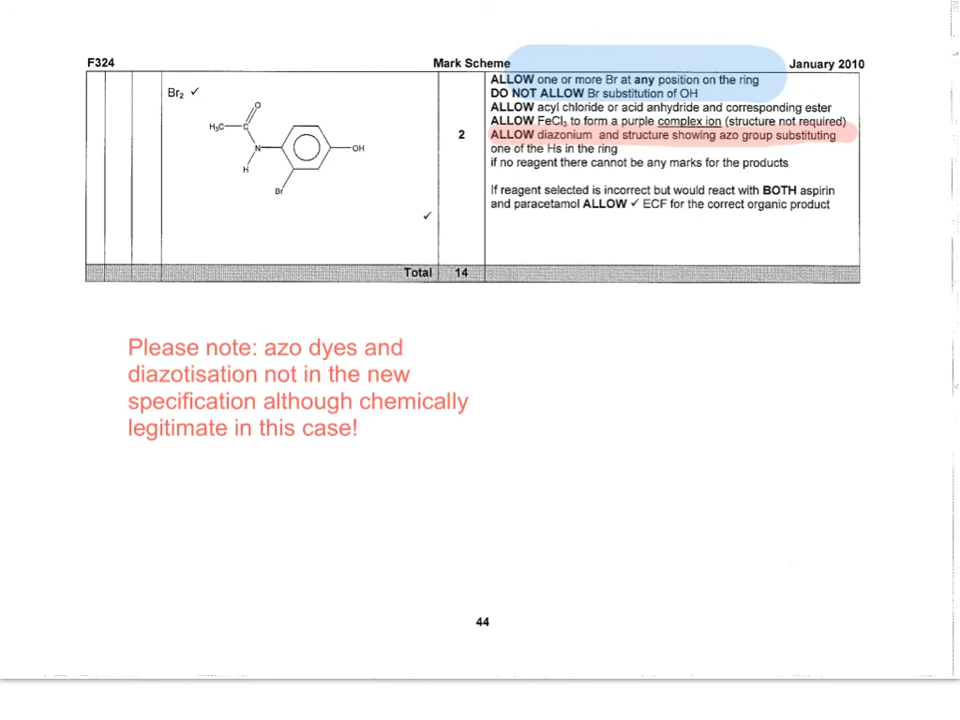 F324 Mark Scheme January 2010
Br₂ ✓
O
H₃C C
N OH
H
Br
✓
2
ALLOW one or more Br at any position on the ring
DO NOT ALLOW Br substitution of OH
ALLOW acyl chloride or acid anhydride and corresponding ester
ALLOW FeCl₃ to form a purple complex ion (structure not required)
ALLOW diazonium and structure showing azo group substituting
one of the Hs in the ring
if no reagent there cannot be any marks for the products
If reagent selected is incorrect but would react with BOTH aspirin
and paracetamol ALLOW ✓ ECF for the correct organic product
Total 14
Please note: azo dyes and
diazotisation not in the new
specification although chemically
legitimate in this case!
44